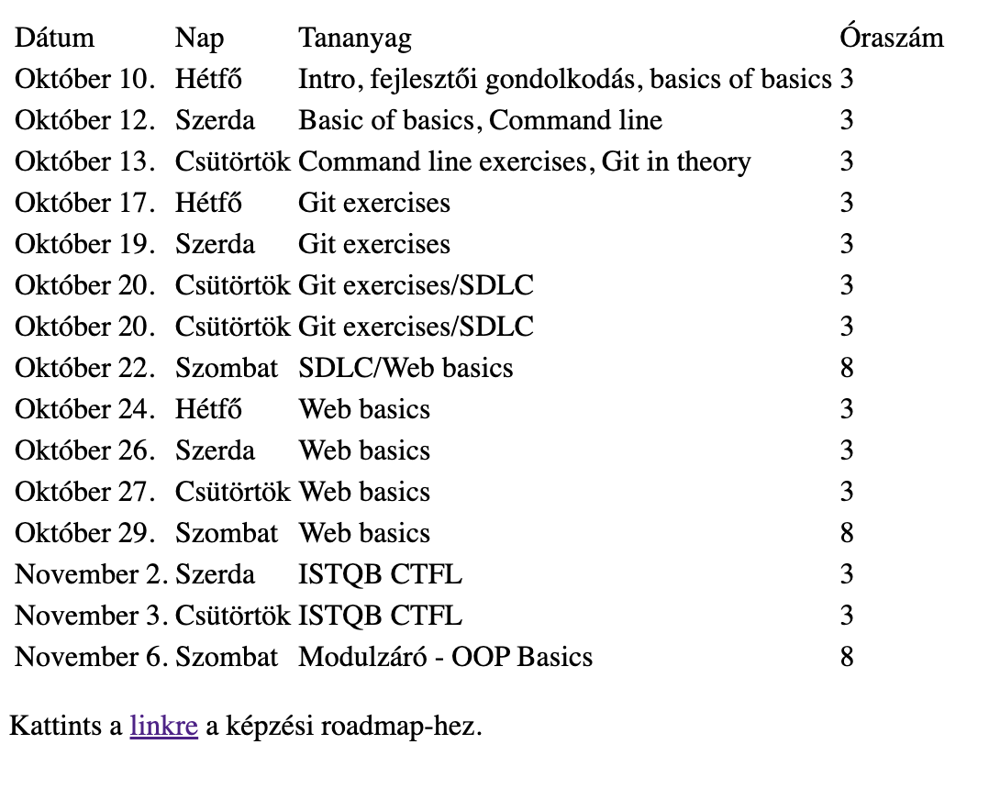 Dátum Nap Tananyag Óraszám
Október 10. Hétfő Intro, fejlesztői gondolkodás, basics of basics 3
Október 12. Szerda Basic of basics, Command line 3
Október 13. Csütörtök Command line exercises, Git in theory 3
Október 17. Hétfő Git exercises 3
Október 19. Szerda Git exercises 3
Október 20. Csütörtök Git exercises/SDLC 3
Október 20. Csütörtök Git exercises/SDLC 3
Október 22. Szombat SDLC/Web basics 8
Október 24. Hétfő Web basics 3
Október 26. Szerda Web basics 3
Október 27. Csütörtök Web basics 3
Október 29. Szombat Web basics 8
November 2. Szerda ISTQB CTFL 3
November 3. Csütörtök ISTQB CTFL 3
November 6. Szombat Modulzáró - OOP Basics 8
Kattints a linkre a képzési roadmap-hez.